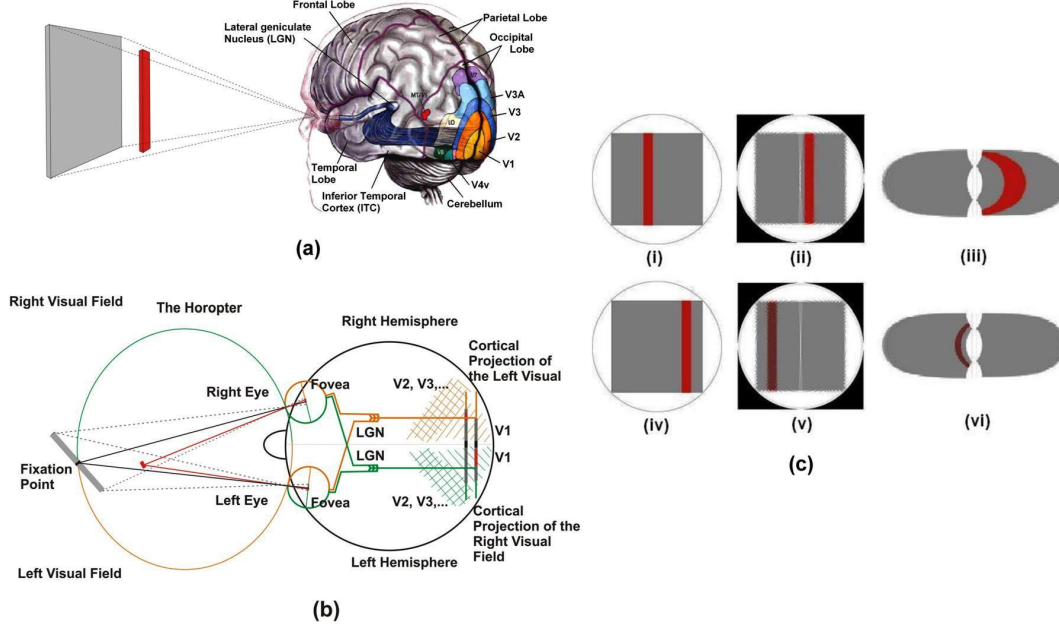 Frontal Lobe
Lateral geniculate
Nucleus (LGN)
Parietal Lobe
Occipital
Lobe
V3A
V3
V2
V1
V4v
Cerebellum
Temporal
Lobe
Inferior Temporal
Cortex (ITC)
LO
(a)
Right Visual Field
The Horopter
Right Hemisphere
Cortical
Projection of
the Left Visual
Fovea
V2, V3,...
Right Eye
LGN
V1
LGN
V1
Fixation
Point
Left Eye
Fovea
V2, V3,...
Cortical
Projection of the
Right Visual
Field
Left Visual Field
Left Hemisphere
(b)
(i)
(ii)
(iii)
(iv)
(v)
(vi)
(c)